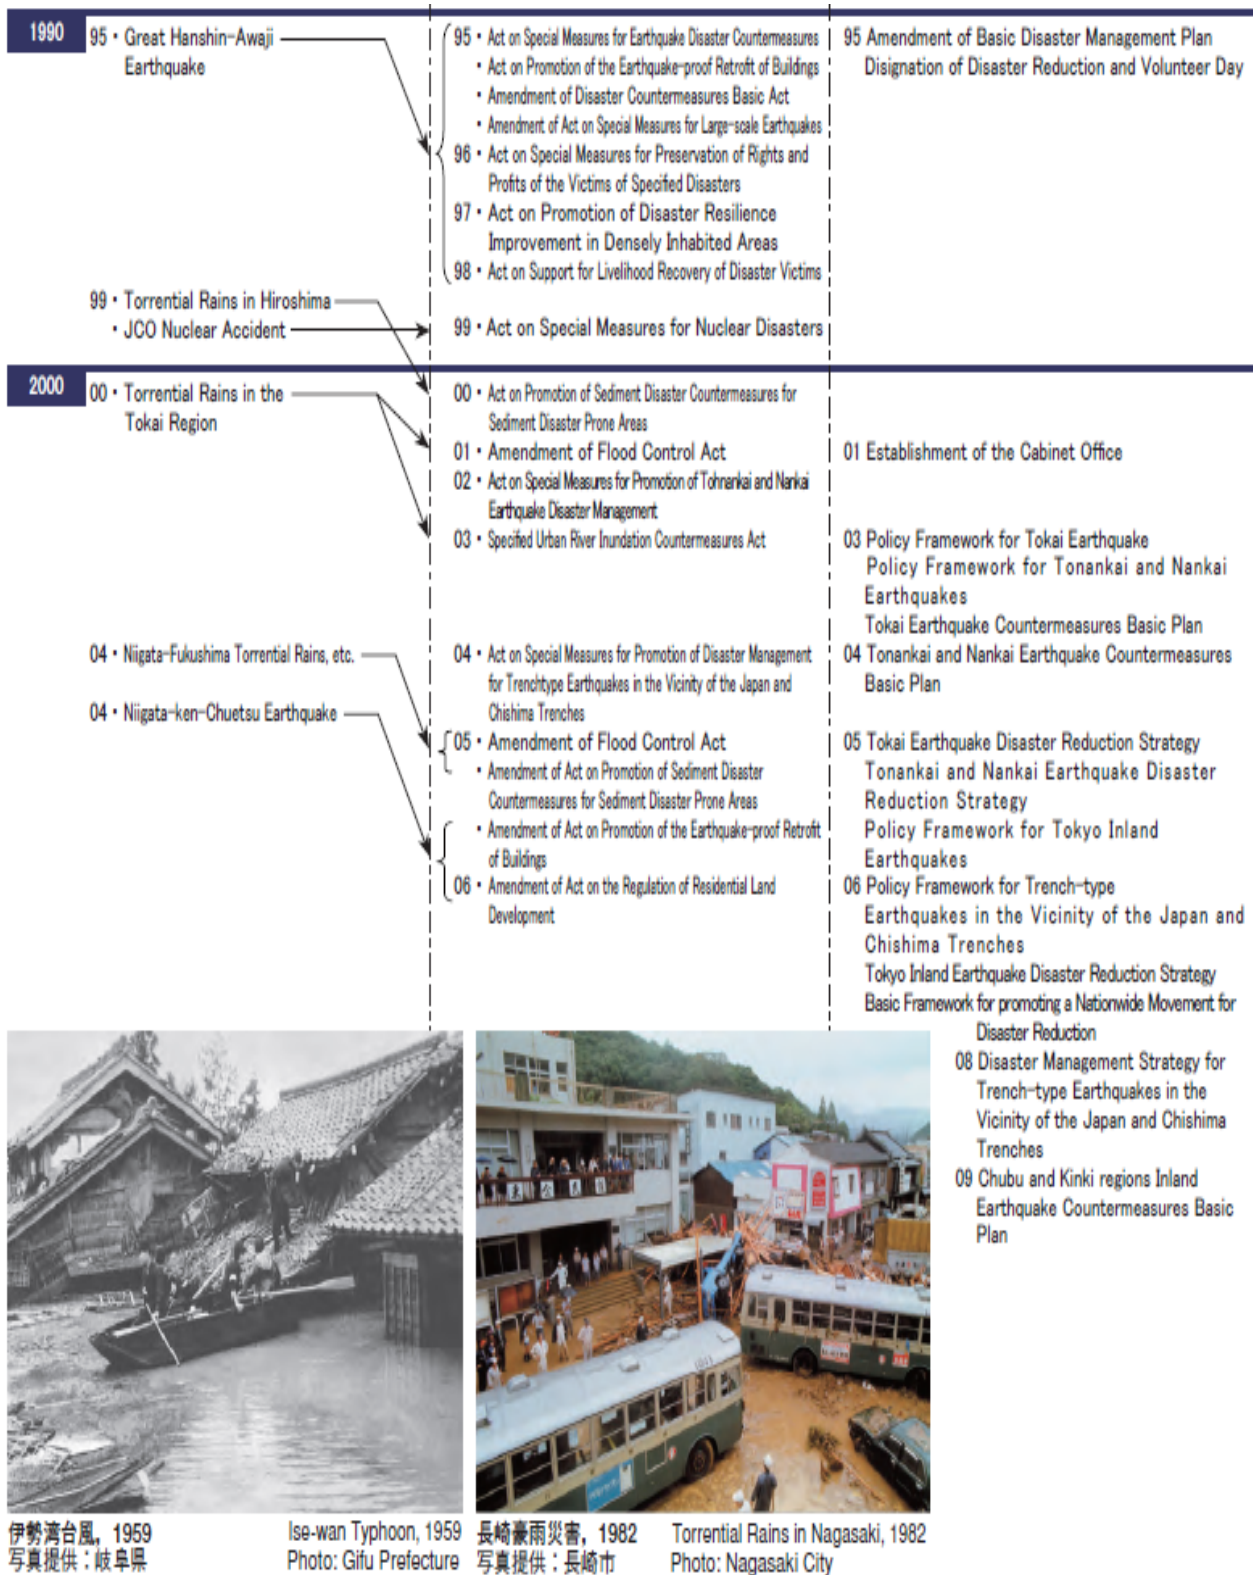 1990
95・Great Hanshin-Awaji
Earthquake
95・Act on Special Measures for Earthquake Disaster Countermeasures
・Act on Promotion of the Earthquake-proof Retrofit of Buildings
・Amendment of Disaster Countermeasures Basic Act
・Amendment of Act on Special Measures for Large-scale Earthquakes
96・Act on Special Measures for Preservation of Rights and
Profits of the Victims of Specified Disasters
97・Act on Promotion of Disaster Resilience
Improvement in Densely Inhabited Areas
98・Act on Support for Livelihood Recovery of Disaster Victims
95 Amendment of Basic Disaster Management Plan
Disignation of Disaster Reduction and Volunteer Day
99・Torrential Rains in Hiroshima
・JCO Nuclear Accident
99・Act on Special Measures for Nuclear Disasters
2000
00・Torrential Rains in the
Tokai Region
00・Act on Promotion of Sediment Disaster Countermeasures for
Sediment Disaster Prone Areas
01・Amendment of Flood Control Act
02・Act on Special Measures for Promotion of Tohnankai and Nankai
Earthquake Disaster Management
03・Specified Urban River Inundation Countermeasures Act
01 Establishment of the Cabinet Office
03 Policy Framework for Tokai Earthquake
Policy Framework for Tonankai and Nankai
Earthquakes
Tokai Earthquake Countermeasures Basic Plan
04・Niigata-Fukushima Torrential Rains, etc.
04・Niigata-ken-Chuetsu Earthquake
04・Act on Special Measures for Promotion of Disaster Management
for Trenchtype Earthquakes in the Vicinity of the Japan and
Chishima Trenches
05・Amendment of Flood Control Act
・Amendment of Act on Promotion of Sediment Disaster
Countermeasures for Sediment Disaster Prone Areas
・Amendment of Act on Promotion of the Earthquake-proof Retrofit
of Buildings
06・Amendment of Act on the Regulation of Residential Land
Development
04 Tonankai and Nankai Earthquake Countermeasures
Basic Plan
05 Tokai Earthquake Disaster Reduction Strategy
Tonankai and Nankai Earthquake Disaster
Reduction Strategy
Policy Framework for Tokyo Inland
Earthquakes
06 Policy Framework for Trench-type
Earthquakes in the Vicinity of the Japan and
Chishima Trenches
Tokyo Inland Earthquake Disaster Reduction Strategy
Basic Framework for promoting a Nationwide Movement for
Disaster Reduction
08 Disaster Management Strategy for
Trench-type Earthquakes in the
Vicinity of the Japan and Chishima
Trenches
09 Chubu and Kinki regions Inland
Earthquake Countermeasures Basic
Plan
伊勢湾台風, 1959
写真提供：岐阜県
Ise-wan Typhoon, 1959
Photo: Gifu Prefecture
長崎豪雨災害, 1982
写真提供：長崎市
Torrential Rains in Nagasaki, 1982
Photo: Nagasaki City